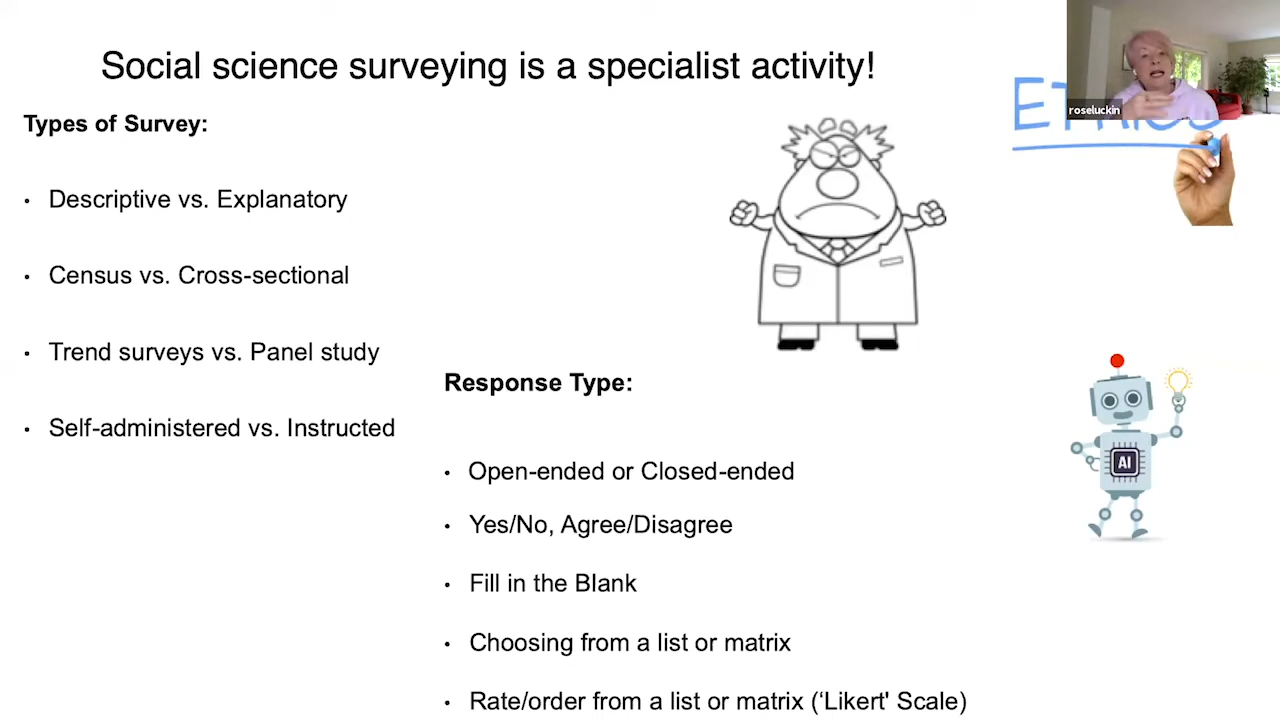 Social science surveying is a specialist activity!
roseluckin
Types of Survey:
• Descriptive vs. Explanatory
• Census vs. Cross-sectional
• Trend surveys vs. Panel study
• Self-administered vs. Instructed
Response Type:
• Open-ended or Closed-ended
• Yes/No, Agree/Disagree
• Fill in the Blank
• Choosing from a list or matrix
• Rate/order from a list or matrix (‘Likert' Scale)
AI